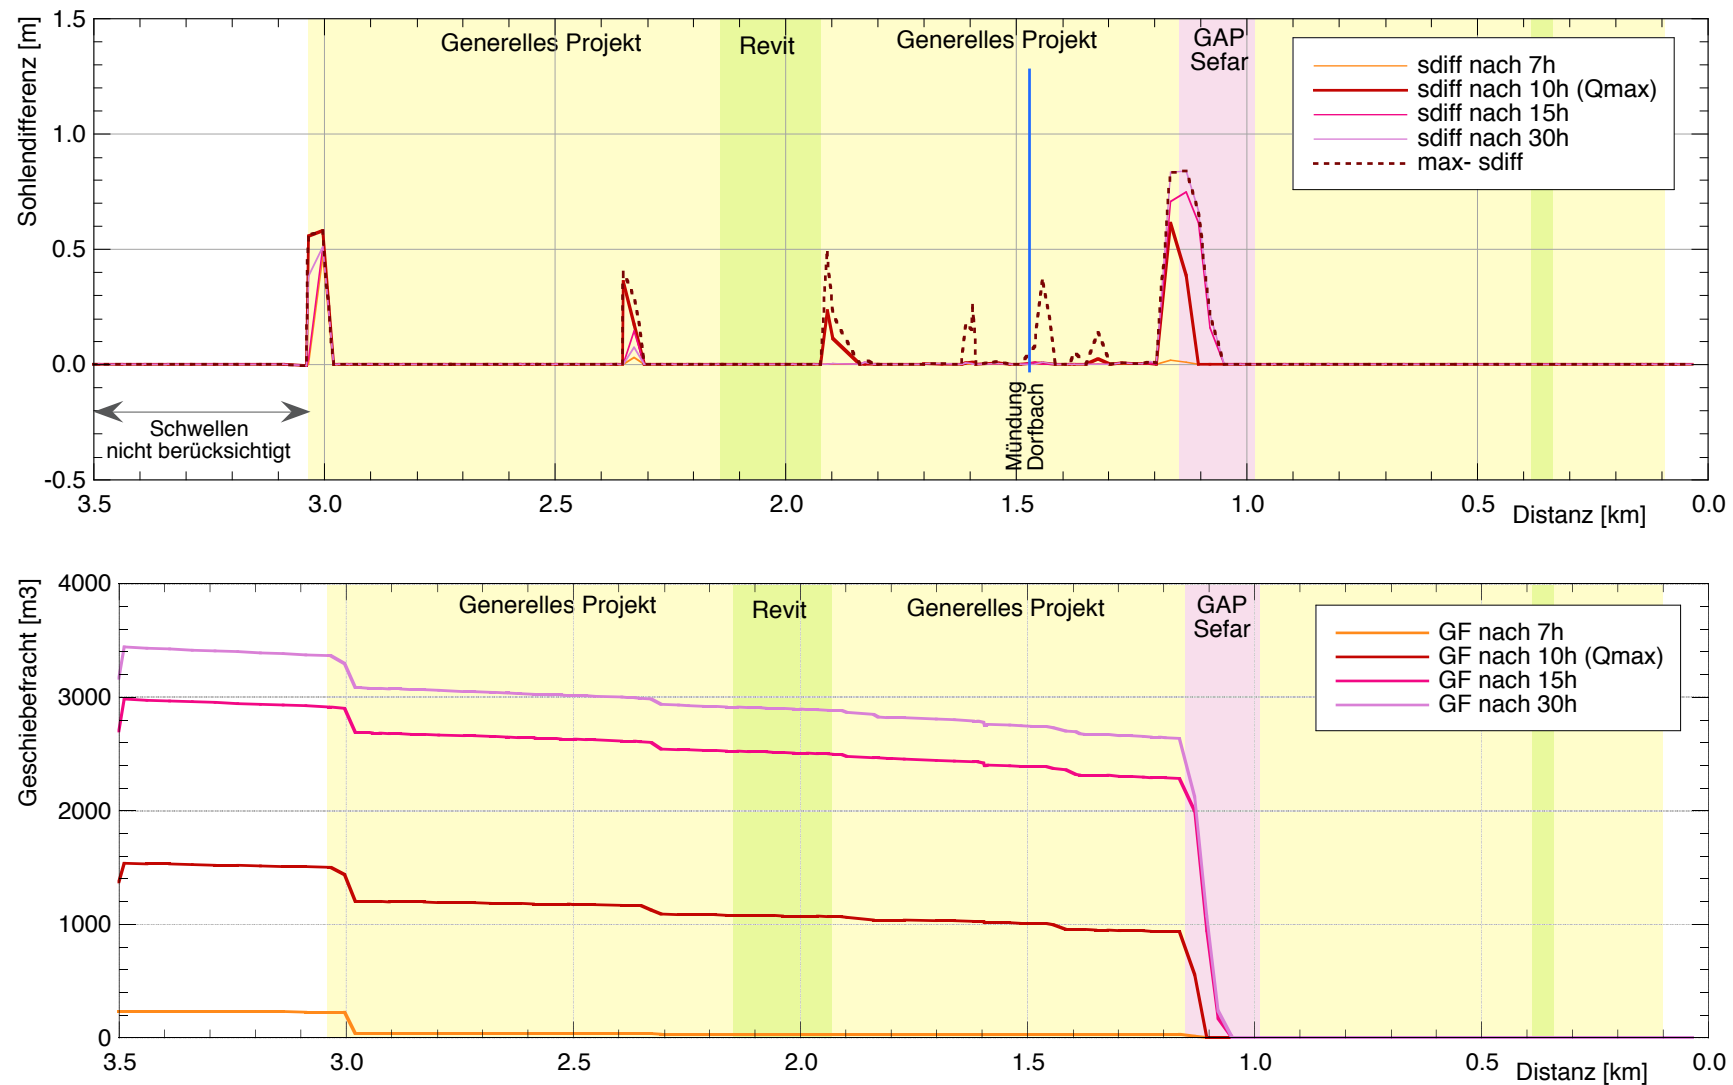 1.5
1.0
0.5
0.0
-0.5
Sohlendifferenz [m]
Generelles Projekt
Revit
Generelles Projekt
GAP
Sefar
sdiff nach 7h
sdiff nach 10h (Qmax)
sdiff nach 15h
sdiff nach 30h
max- sdiff
Schwellen
nicht berücksichtigt
Mündung
Dorfbach
3.5
3.0
2.5
2.0
1.5
1.0
0.5
0.0
Distanz [km]
4000
3000
2000
1000
0
Geschiebefracht [m3]
Generelles Projekt
Revit
Generelles Projekt
GAP
Sefar
GF nach 7h
GF nach 10h (Qmax)
GF nach 15h
GF nach 30h
3.5
3.0
2.5
2.0
1.5
1.0
0.5
0.0
Distanz [km]